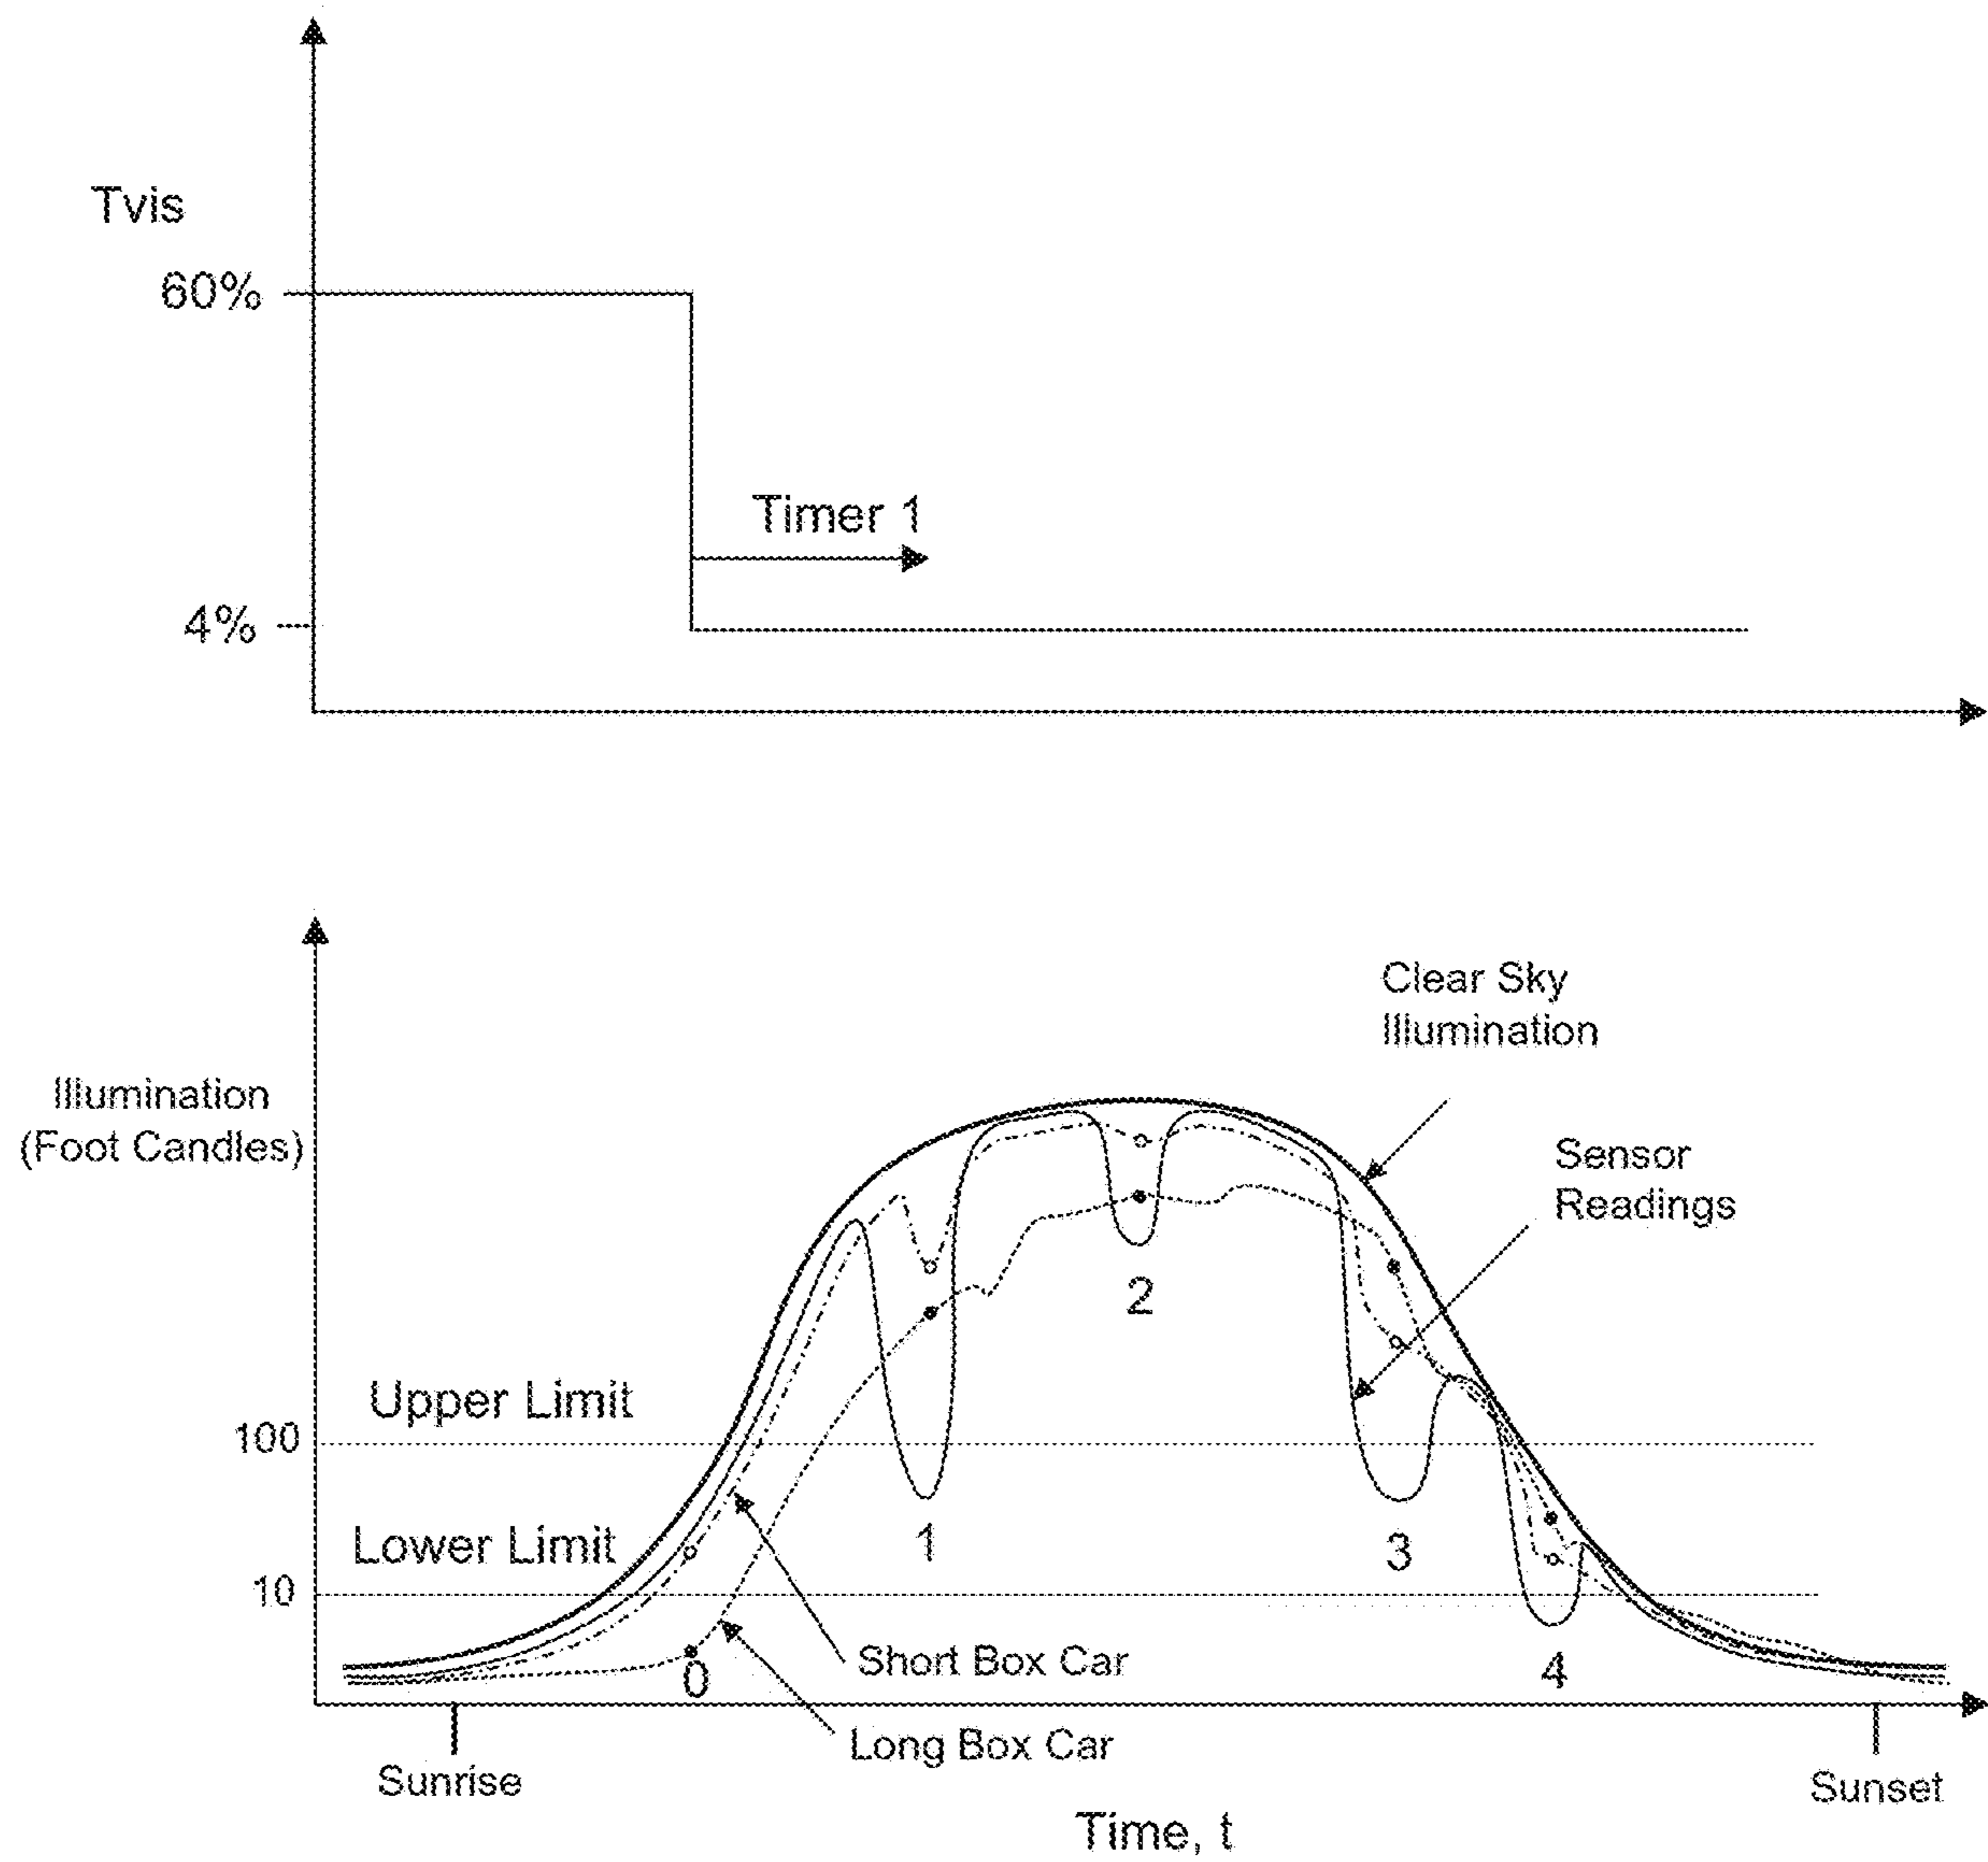 Tvis
60%
Timer 1
4%
Clear Sky
Illumination
Illumination
(Foot Candles)
Sensor
Readings
2
Upper Limit
100
1
3
Lower Limit
10
0
Short Box Car
4
Long Box Car
Sunrise
Sunset
Time, t